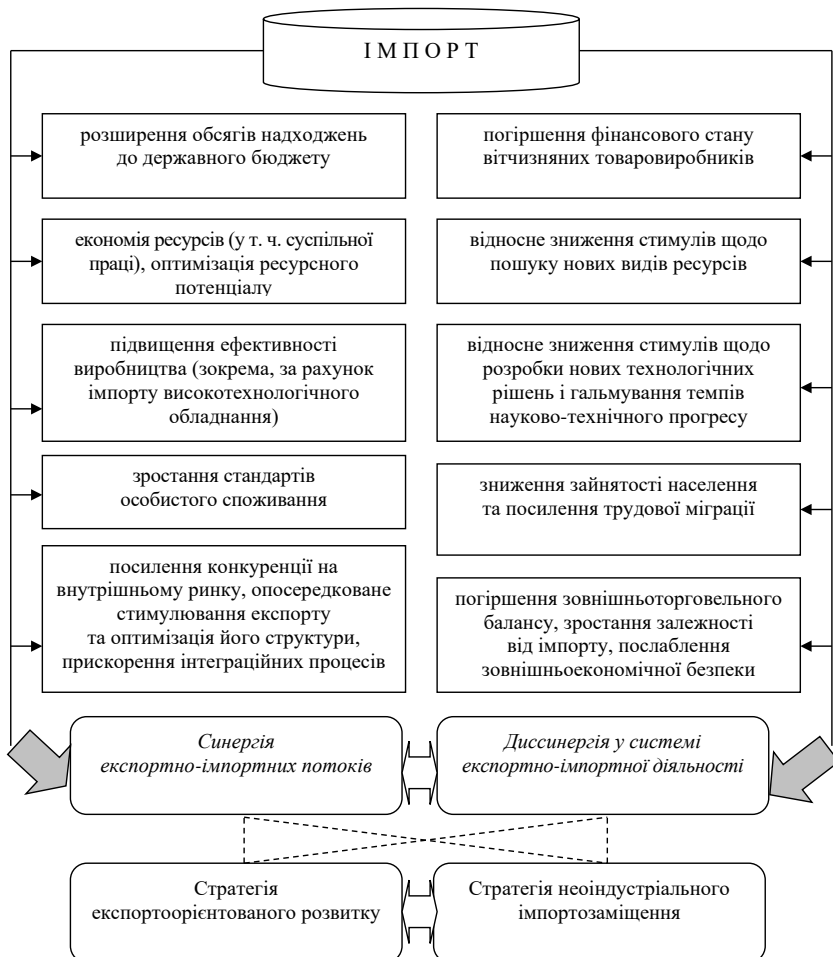 ІМПОРТ
розширення обсягів надходжень
до державного бюджету
погіршення фінансового стану
вітчизняних товаровиробників
економія ресурсів (у т. ч. суспільної
праці), оптимізація ресурсного
потенціалу
відносне зниження стимулів щодо
пошуку нових видів ресурсів
підвищення ефективності
виробництва (зокрема, за рахунок
імпорту високотехнологічного
обладнання)
відносне зниження стимулів щодо
розробки нових технологічних
рішень і гальмування темпів
науково-технічного прогресу
зростання стандартів
особистого споживання
зниження зайнятості населення
та посилення трудової міграції
посилення конкуренції на
внутрішньому ринку, опосередковане
стимулювання експорту
та оптимізація його структури,
прискорення інтеграційних процесів
погіршення зовнішньоторговельного
балансу, зростання залежності
від імпорту, послаблення
зовнішньоекономічної безпеки
Синергія
експортно-імпортних потоків
Диссинергія у системі
експортно-імпортної діяльності
Стратегія
експортоорієнтованого розвитку
Стратегія неоіндустріального
імпортозаміщення